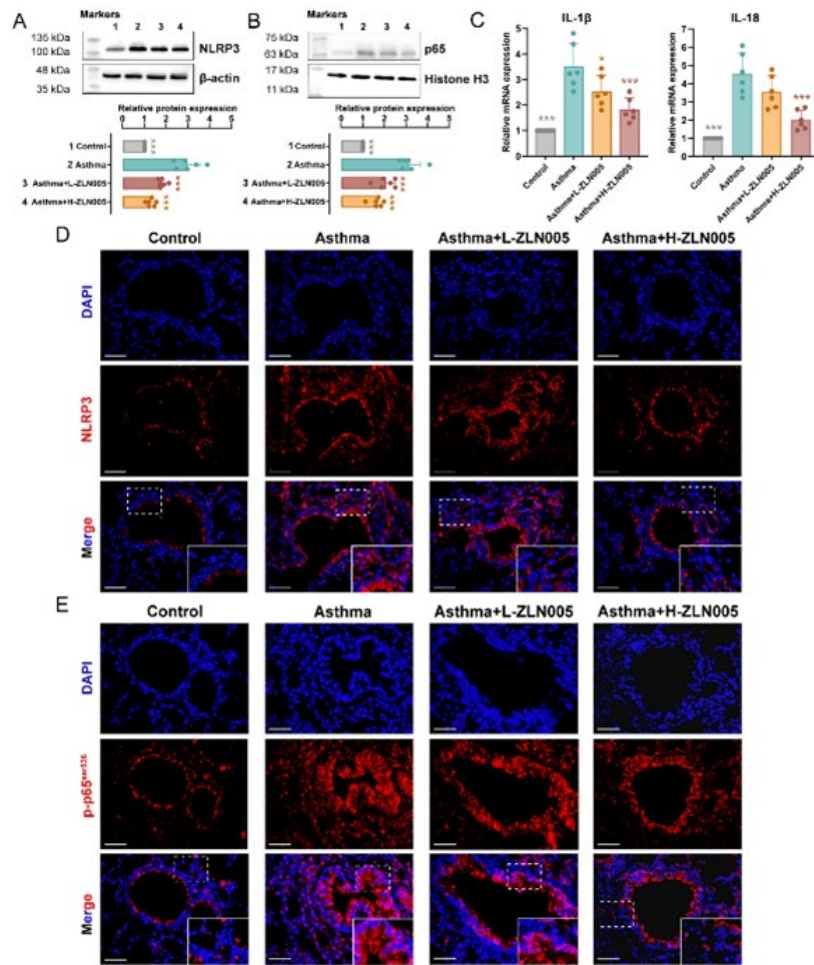 A
Markers
1 2 3 4
135 kDa
100 kDa
NLRP3
48 kDa
35 kDa
β-actin
Relative protein expression
0 1 2 3 4 5
1 Control
2 Asthma
3 Asthma+L-ZLN005
4 Asthma+H-ZLN005
B
Markers
1 2 3 4
75 kDa
63 kDa
p65
17 kDa
11 kDa
Histone H3
Relative protein expression
0 1 2 3 4 5
1 Control
2 Asthma
3 Asthma+L-ZLN005
4 Asthma+H-ZLN005
C
IL-1β
Relative mRNA expression
5
4
3
2
1
***
*
***
Control
Asthma
Asthma+L-ZLN005
Asthma+H-ZLN005
IL-18
Relative mRNA expression
7
6
5
4
3
2
1
***
***
Control
Asthma
Asthma+L-ZLN005
Asthma+H-ZLN005
D
Control Asthma Asthma+L-ZLN005 Asthma+H-ZLN005
DAPI
NLRP3
Merge
E
Control Asthma Asthma+L-ZLN005 Asthma+H-ZLN005
DAPI
p-p65
Merge